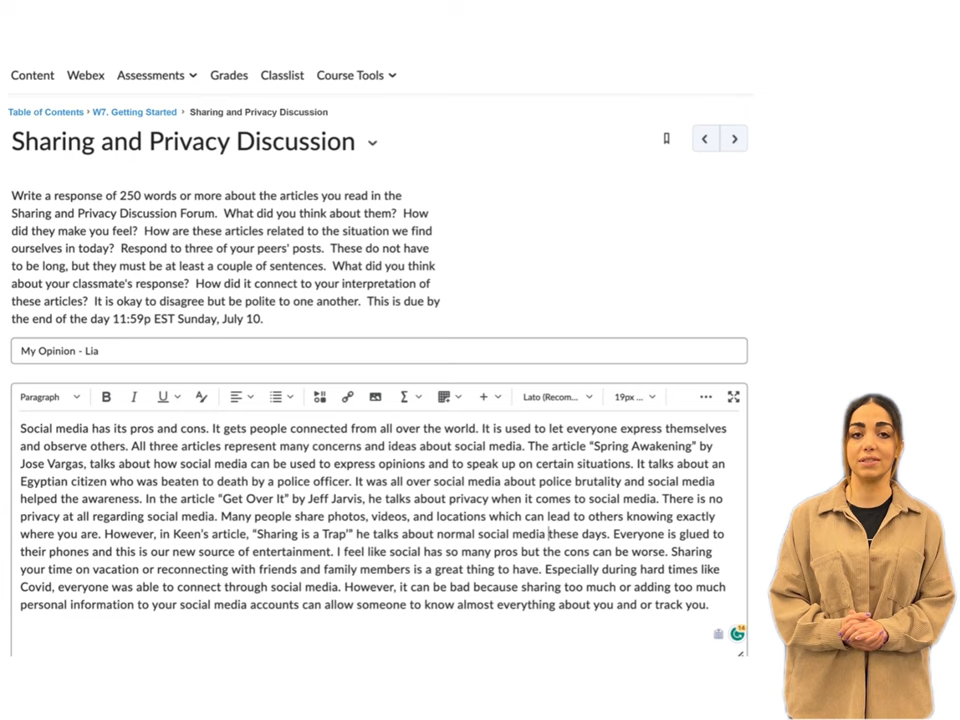 Content Webex Assessments Grades Classlist Course Tools
Table of Contents › W7. Getting Started › Sharing and Privacy Discussion
Sharing and Privacy Discussion
Write a response of 250 words or more about the articles you read in the
Sharing and Privacy Discussion Forum. What did you think about them? How
did they make you feel? How are these articles related to the situation we find
ourselves in today? Respond to three of your peers' posts. These do not have
to be long, but they must be at least a couple of sentences. What did you think
about your classmate's response? How did it connect to your interpretation of
these articles? It is okay to disagree but be polite to one another. This is due by
the end of the day 11:59p EST Sunday, July 10.
My Opinion - Lia
Paragraph B I U Lato (Recom... 19px ...
Social media has its pros and cons. It gets people connected from all over the world. It is used to let everyone express themselves
and observe others. All three articles represent many concerns and ideas about social media. The article “Spring Awakening” by
Jose Vargas, talks about how social media can be used to express opinions and to speak up on certain situations. It talks about an
Egyptian citizen who was beaten to death by a police officer. It was all over social media about police brutality and social media
helped the awareness. In the article “Get Over It” by Jeff Jarvis, he talks about privacy when it comes to social media. There is no
privacy at all regarding social media. Many people share photos, videos, and locations which can lead to others knowing exactly
where you are. However, in Keen's article, “Sharing is a Trap'” he talks about normal social media these days. Everyone is glued to
their phones and this is our new source of entertainment. I feel like social has so many pros but the cons can be worse. Sharing
your time on vacation or reconnecting with friends and family members is a great thing to have. Especially during hard times like
Covid, everyone was able to connect through social media. However, it can be bad because sharing too much or adding too much
personal information to your social media accounts can allow someone to know almost everything about you and or track you.